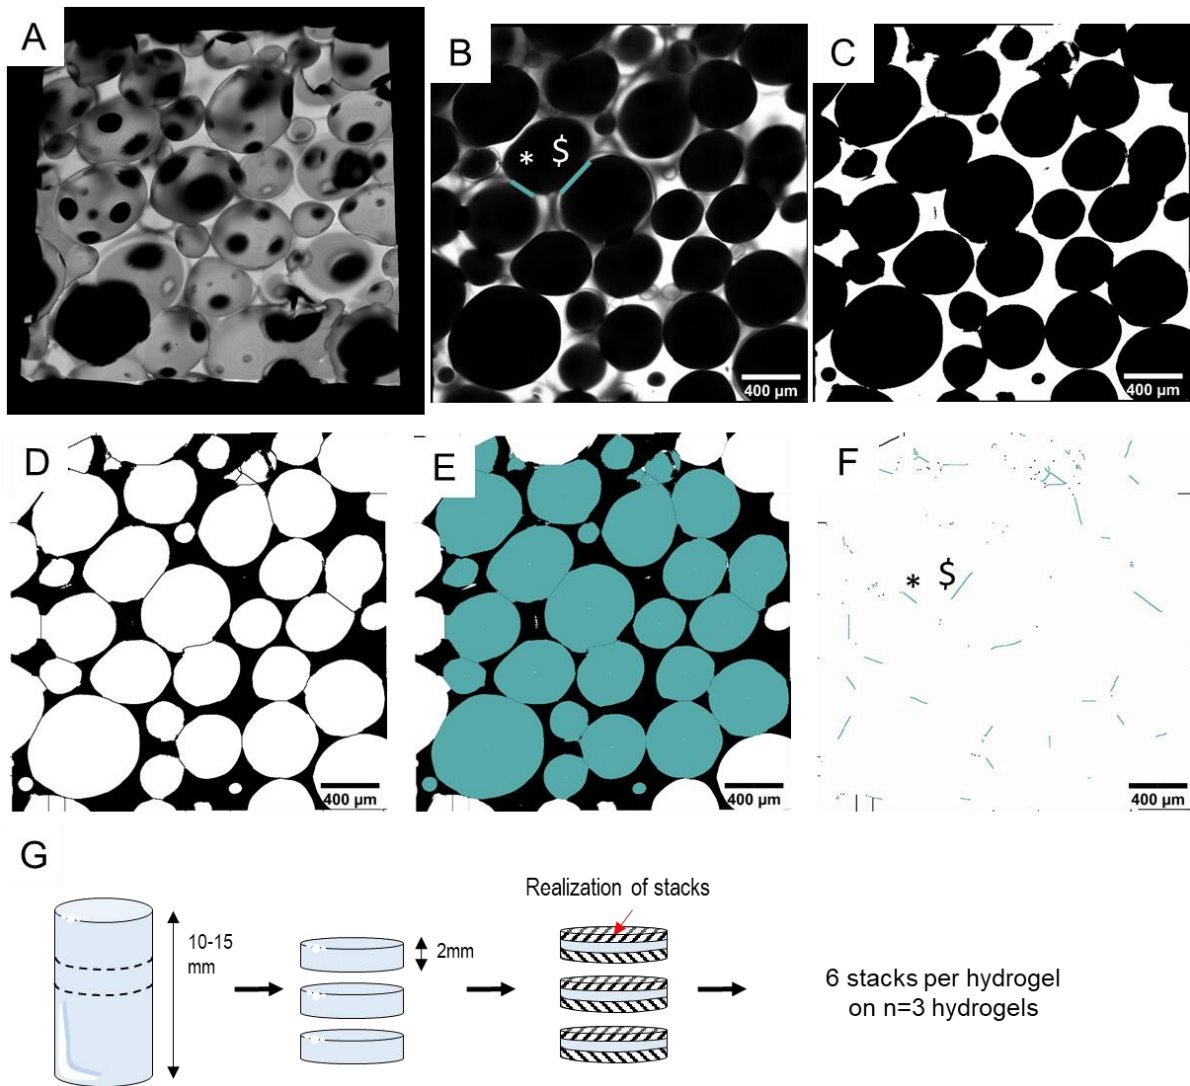 A
B
C
* $
400 µm
400 µm
D
E
F
* $
400 µm
400 µm
400 µm
G
Realization of stacks
10-15
mm
2mm
6 stacks per hydrogel
on n=3 hydrogels